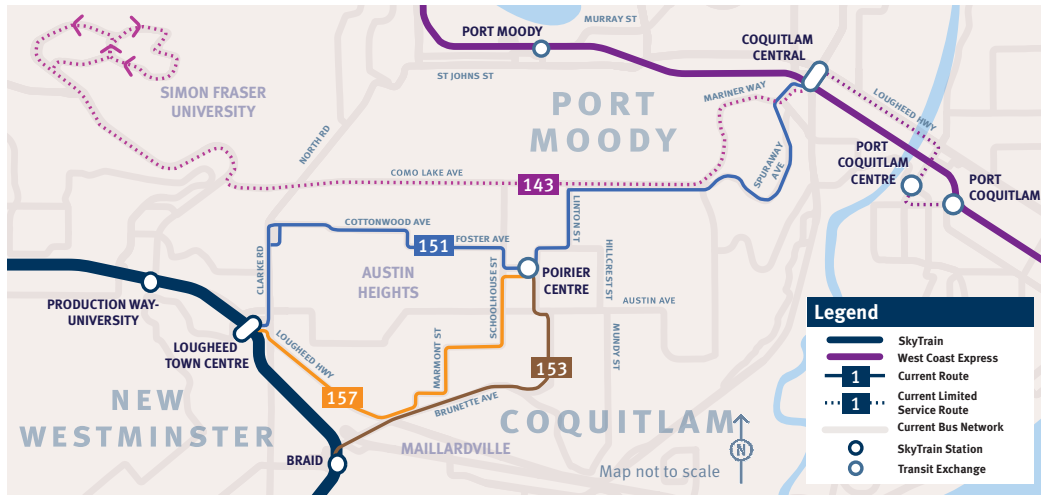 MURRAY ST
PORT MOODY
COQUITLAM
CENTRAL
ST JOHNS ST
SIMON FRASER
UNIVERSITY
MARINER WAY
LOUGHEED HWY
PORT
MOODY
NORTH RD
PORT
COQUITLAM
CENTRE
SPURAWAY
AVE
COMO LAKE AVE
143
PORT
COQUITLAM
LINTON ST
COTTONWOOD AVE
FOSTER AVE
151
CLARKE RD
AUSTIN
HEIGHTS
SCHOOLHOUSE ST
POIRIER
CENTRE
HILLCREST ST
AUSTIN AVE
PRODUCTION WAY-
UNIVERSITY
LOUGHEED
TOWN CENTRE
LOUGHEED HWY
MARMONT ST
MUNDY ST
153
157
BRUNETTE AVE
NEW
WESTMINSTER
COQUITLAM
MAILLARDVILLE
BRAID
N
Map not to scale
Legend
SkyTrain
West Coast Express
1
Current Route
1
Current Limited
Service Route
Current Bus Network
SkyTrain Station
Transit Exchange